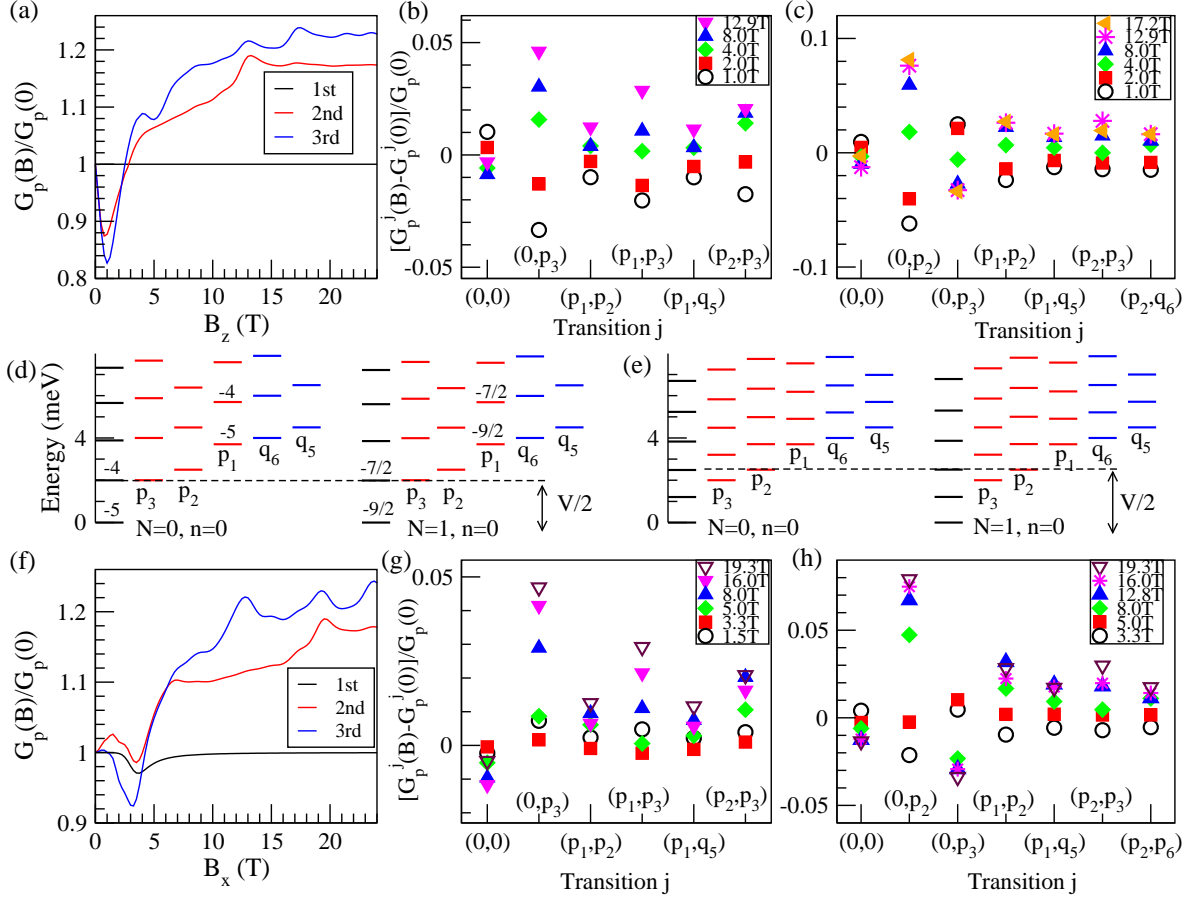 (a)
1.2
1.1
1
0.9
0.8
G_p(B)/G_p(0)
1st
2nd
3rd
0 5 10 15 20
B_z (T)
(b)
0.05
0
-0.05
[G_p^j(B)-G_p^j(0)]/G_p(0)
12.9T
8.0T
4.0T
2.0T
1.0T
(0,p_3) (p_1,p_3) (p_2,p_3)
(0,0) (p_1,p_2) (p_1,q_5)
Transition j
(c)
0.1
0
-0.1
17.2T
12.9T
8.0T
4.0T
2.0T
1.0T
(0,p_2) (p_1,p_2) (p_2,p_3)
(0,0) (0,p_3) (p_1,q_5) (p_2,q_6)
Transition j
(d)
Energy (meV)
4
0
-4
-5
-4
-5
p_3
p_2
p_1
q_6
q_5
N=0, n=0
-7/2
-9/2
-7/2
-9/2
p_3
p_2
p_1
q_6
q_5
N=1, n=0
V/2
(e)
4
0
p_3
p_2
p_1
q_6
q_5
N=0, n=0
p_3
p_2
p_1
q_6
q_5
N=1, n=0
V/2
(f)
1.2
1.1
1
0.9
G_p(B)/G_p(0)
1st
2nd
3rd
0 5 10 15 20
B_x (T)
(g)
0.05
0
[G_p^j(B)-G_p^j(0)]/G_p(0)
19.3T
16.0T
8.0T
5.0T
3.3T
1.5T
(0,p_3) (p_1,p_3) (p_2,p_3)
(0,0) (p_1,p_2) (p_1,q_5)
Transition j
(h)
0.05
0
-0.05
19.3T
16.0T
12.8T
8.0T
5.0T
3.3T
(0,p_2) (p_1,p_2) (p_2,p_3)
(0,0) (0,p_3) (p_1,q_5) (p_2,p_6)
Transition j